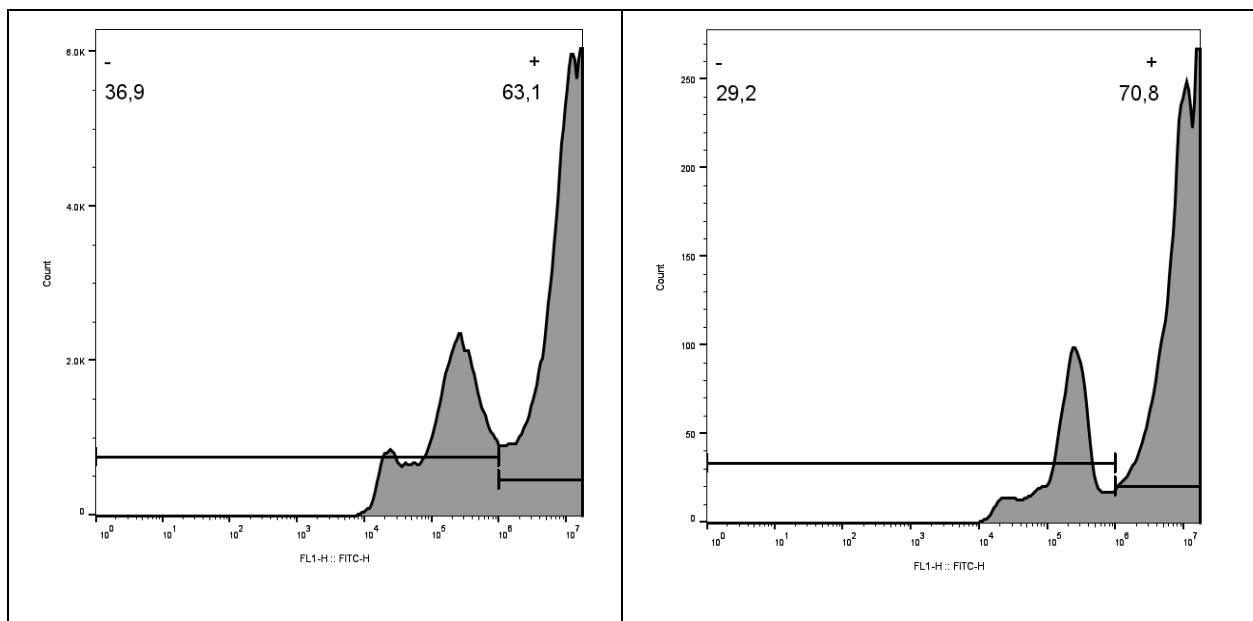 6.0K
- +
36,9 63,1
4.0K
Count
2.0K
0
10^0 10^1 10^2 10^3 10^4 10^5 10^6 10^7
FL1-H :: FITC-H
250
- +
29,2 70,8
200
150
Count
100
50
0
10^0 10^1 10^2 10^3 10^4 10^5 10^6 10^7
FL1-H :: FITC-H